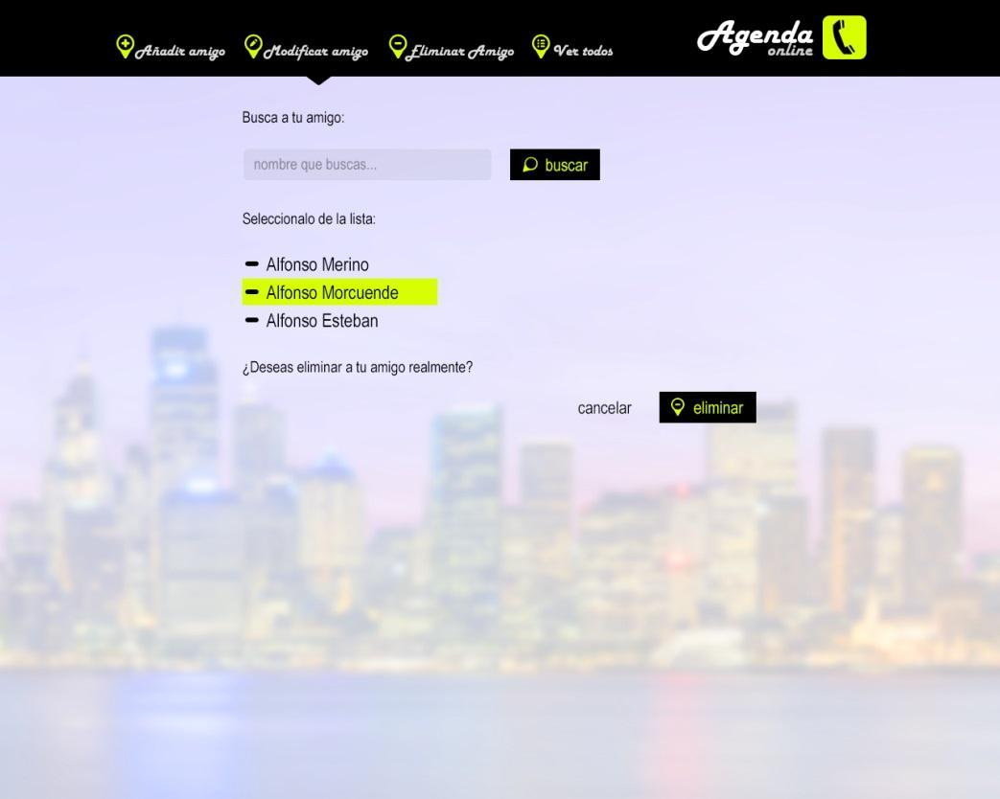 Añadir amigo Modificar amigo Eliminar Amigo Ver todos
Agenda
online
Busca a tu amigo:
nombre que buscas... buscar
Seleccionalo de la lista:
Alfonso Merino
Alfonso Morcuende
Alfonso Esteban
¿Deseas eliminar a tu amigo realmente?
cancelar eliminar